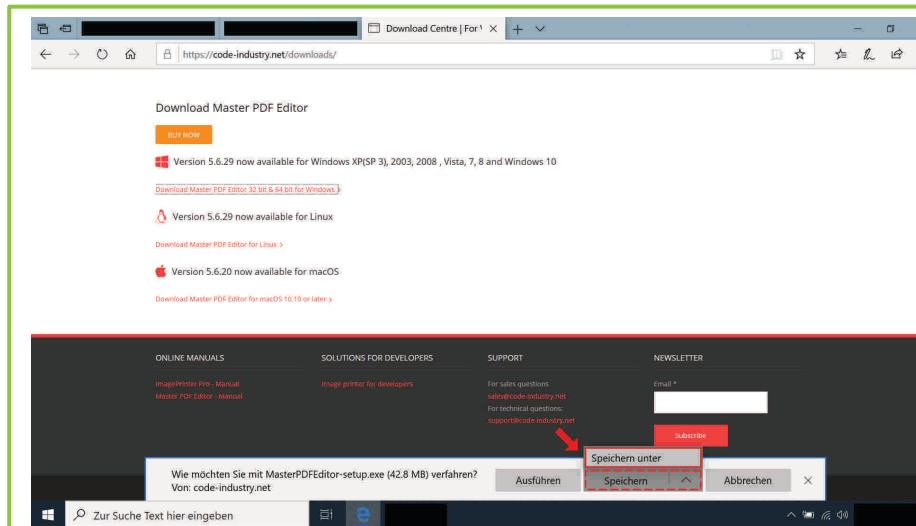 Download Centre | For
https://code-industry.net/downloads/
Download Master PDF Editor
BUY NOW
Version 5.6.29 now available for Windows XP(SP 3), 2003, 2008 , Vista, 7, 8 and Windows 10
Download Master PDF Editor 32 bit & 64 bit for Windows >
Version 5.6.29 now available for Linux
Download Master PDF Editor for Linux >
Version 5.6.20 now available for macOS
Download Master PDF Editor for macOS 10.10 or later >
ONLINE MANUALS
ImagePrinter Pro - Manual
Master PDF Editor - Manual
SOLUTIONS FOR DEVELOPERS
Image printer for developers
SUPPORT
For sales questions
sales@code-industry.net
For technical questions:
support@code-industry.net
NEWSLETTER
Email *
Subscribe
Speichern unter
Wie möchten Sie mit MasterPDFEditor-setup.exe (42.8 MB) verfahren?
Von: code-industry.net
Ausführen
Speichern
Abbrechen
Zur Suche Text hier eingeben